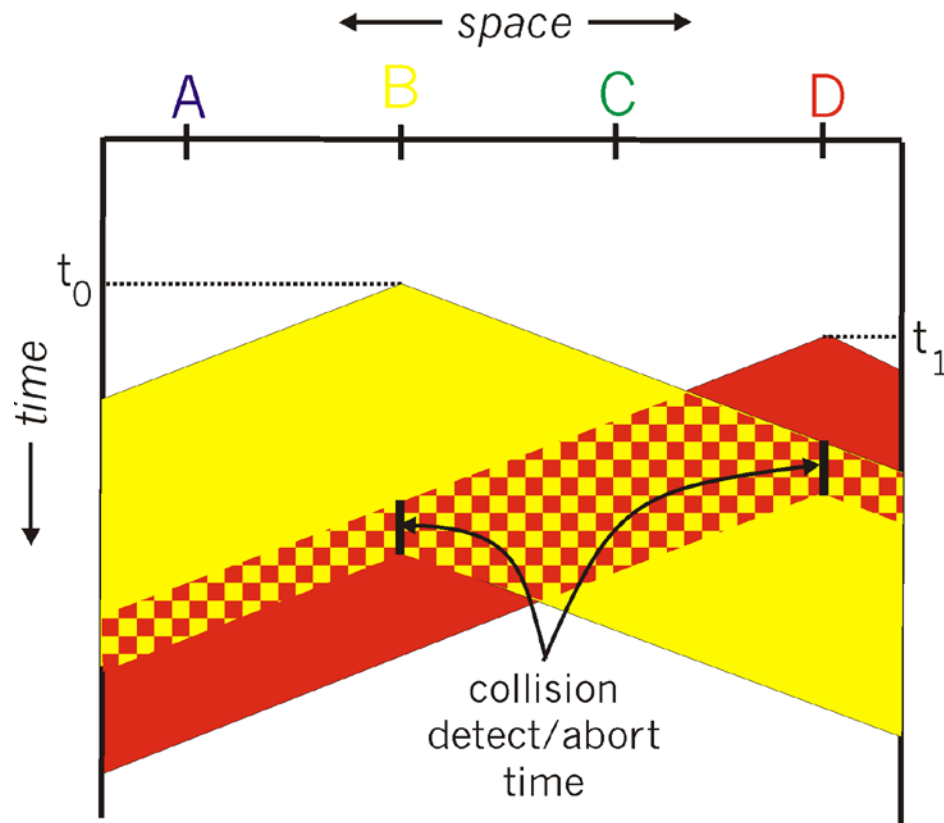 space
A B C D
t₀
t₁
time
collision
detect/abort
time